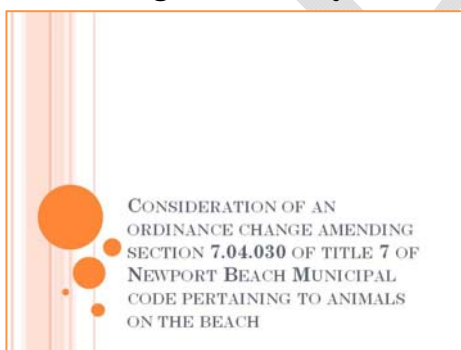 CONSIDERATION OF AN
ORDINANCE CHANGE AMENDING
SECTION 7.04.030 OF TITLE 7 OF
NEWPORT BEACH MUNICIPAL
CODE PERTAINING TO ANIMALS
ON THE BEACH